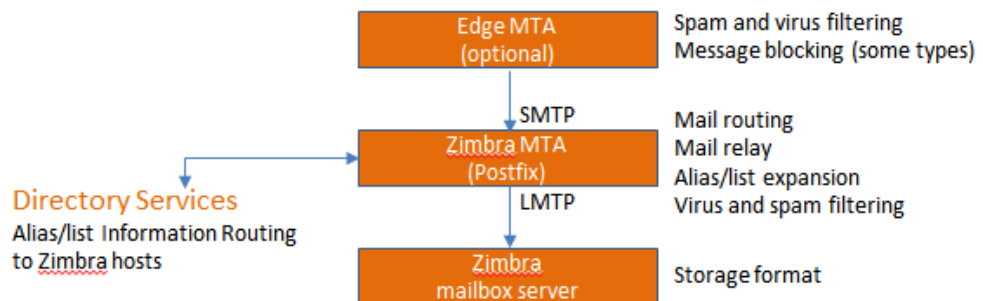 Edge MTA
(optional)
Spam and virus filtering
Message blocking (some types)
SMTP
Zimbra MTA
(Postfix)
Mail routing
Mail relay
Alias/list expansion
Virus and spam filtering
Directory Services
Alias/list Information Routing
to Zimbra hosts
LMTP
Zimbra
mailbox server
Storage format